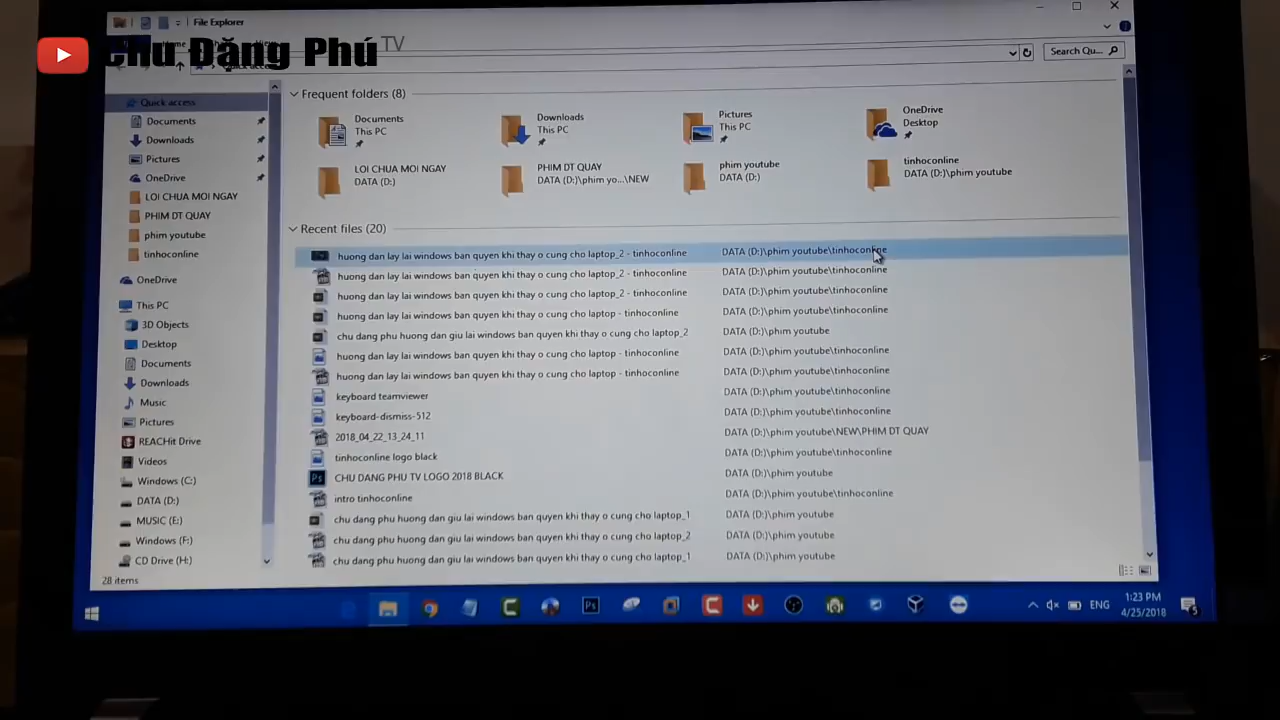 File Explorer
Chu Đặng Phú TV
Search Qu...
Quick access
Documents
Downloads
Pictures
OneDrive
LOI CHUA MOI NGAY
PHIM DT QUAY
phim youtube
tinhoconline
OneDrive
This PC
3D Objects
Desktop
Documents
Downloads
Music
Pictures
REACHit Drive
Videos
Windows (C:)
DATA (D:)
MUSIC (E:)
Windows (F:)
CD Drive (H:)
28 items
Frequent folders (8)
Documents
This PC
Downloads
This PC
Pictures
This PC
OneDrive
Desktop
LOI CHUA MOI NGAY
DATA (D:)
PHIM DT QUAY
DATA (D:)\phim yo...\NEW
phim youtube
DATA (D:)
tinhoconline
DATA (D:)\phim youtube
Recent files (20)
huong dan lay lai windows ban quyen khi thay o cung cho laptop_2 - tinhoconline DATA (D:)\phim youtube\tinhoconline
huong dan lay lai windows ban quyen khi thay o cung cho laptop_2 - tinhoconline DATA (D:)\phim youtube\tinhoconline
huong dan lay lai windows ban quyen khi thay o cung cho laptop_2 - tinhoconline DATA (D:)\phim youtube\tinhoconline
huong dan lay lai windows ban quyen khi thay o cung cho laptop - tinhoconline DATA (D:)\phim youtube\tinhoconline
chu dang phu huong dan giu lai windows ban quyen khi thay o cung cho laptop_2 DATA (D:)\phim youtube
huong dan lay lai windows ban quyen khi thay o cung cho laptop - tinhoconline DATA (D:)\phim youtube\tinhoconline
huong dan lay lai windows ban quyen khi thay o cung cho laptop - tinhoconline DATA (D:)\phim youtube\tinhoconline
keyboard teamviewer DATA (D:)\phim youtube\tinhoconline
keyboard-dismiss-512 DATA (D:)\phim youtube\tinhoconline
2018_04_22_13_24_11 DATA (D:)\phim youtube\NEW\PHIM DT QUAY
tinhoconline logo black DATA (D:)\phim youtube\tinhoconline
CHU DANG PHU TV LOGO 2018 BLACK DATA (D:)\phim youtube
intro tinhoconline DATA (D:)\phim youtube\tinhoconline
chu dang phu huong dan giu lai windows ban quyen khi thay o cung cho laptop_1 DATA (D:)\phim youtube
chu dang phu huong dan giu lai windows ban quyen khi thay o cung cho laptop_2 DATA (D:)\phim youtube
chu dang phu huong dan giu lai windows ban quyen khi thay o cung cho laptop_1 DATA (D:)\phim youtube
ENG
1:23 PM
4/25/2018